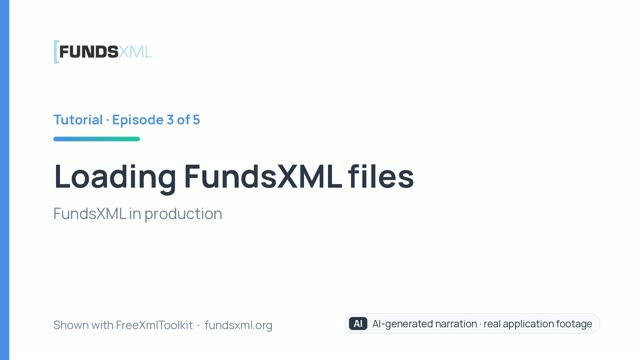 FUNDSXML
Tutorial · Episode 3 of 5
Loading FundsXML files
FundsXML in production
Shown with FreeXmlToolkit · fundsxml.org
AI AI-generated narration · real application footage